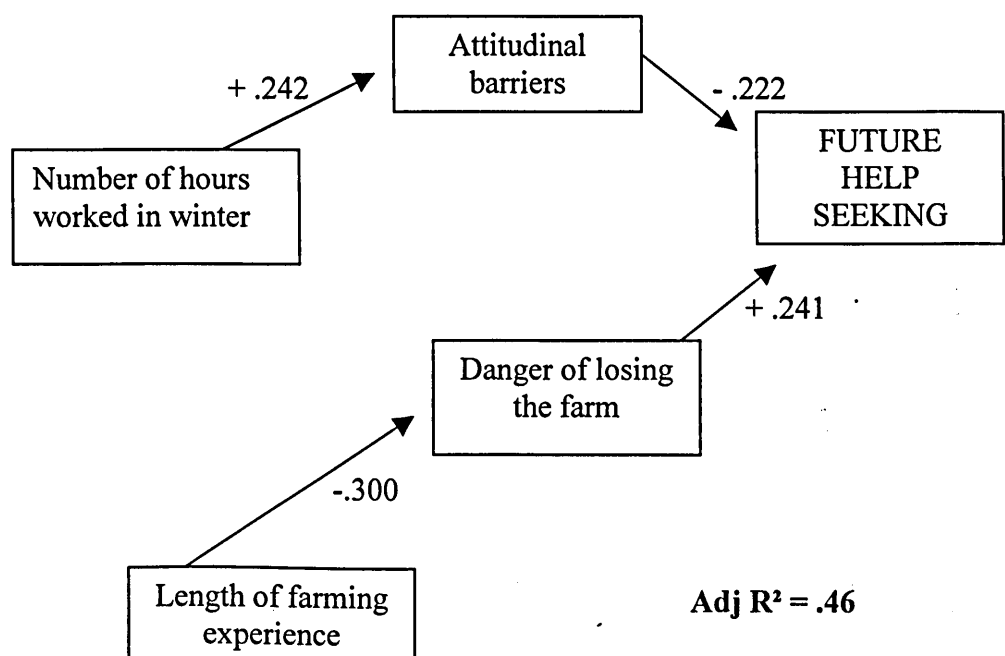 Attitudinal
barriers
+ .242
- .222
Number of hours
worked in winter
FUTURE
HELP
SEEKING
+ .241
Danger of losing
the farm
-.300
Length of farming
experience
Adj R² = .46